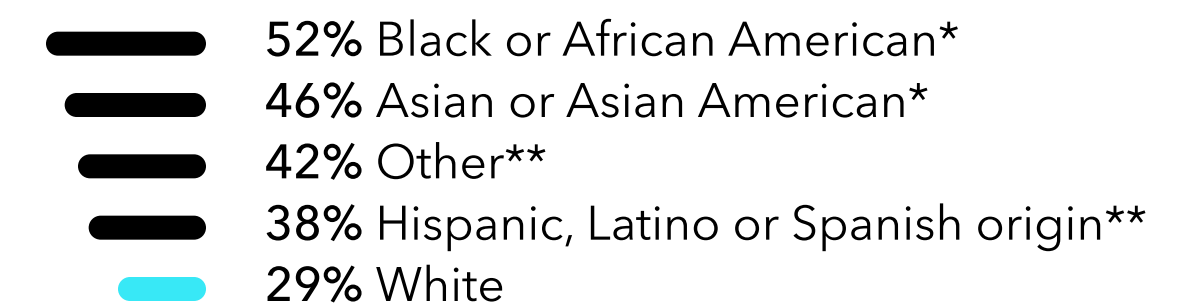 52% Black or African American*
46% Asian or Asian American*
42% Other**
38% Hispanic, Latino or Spanish origin**
29% White